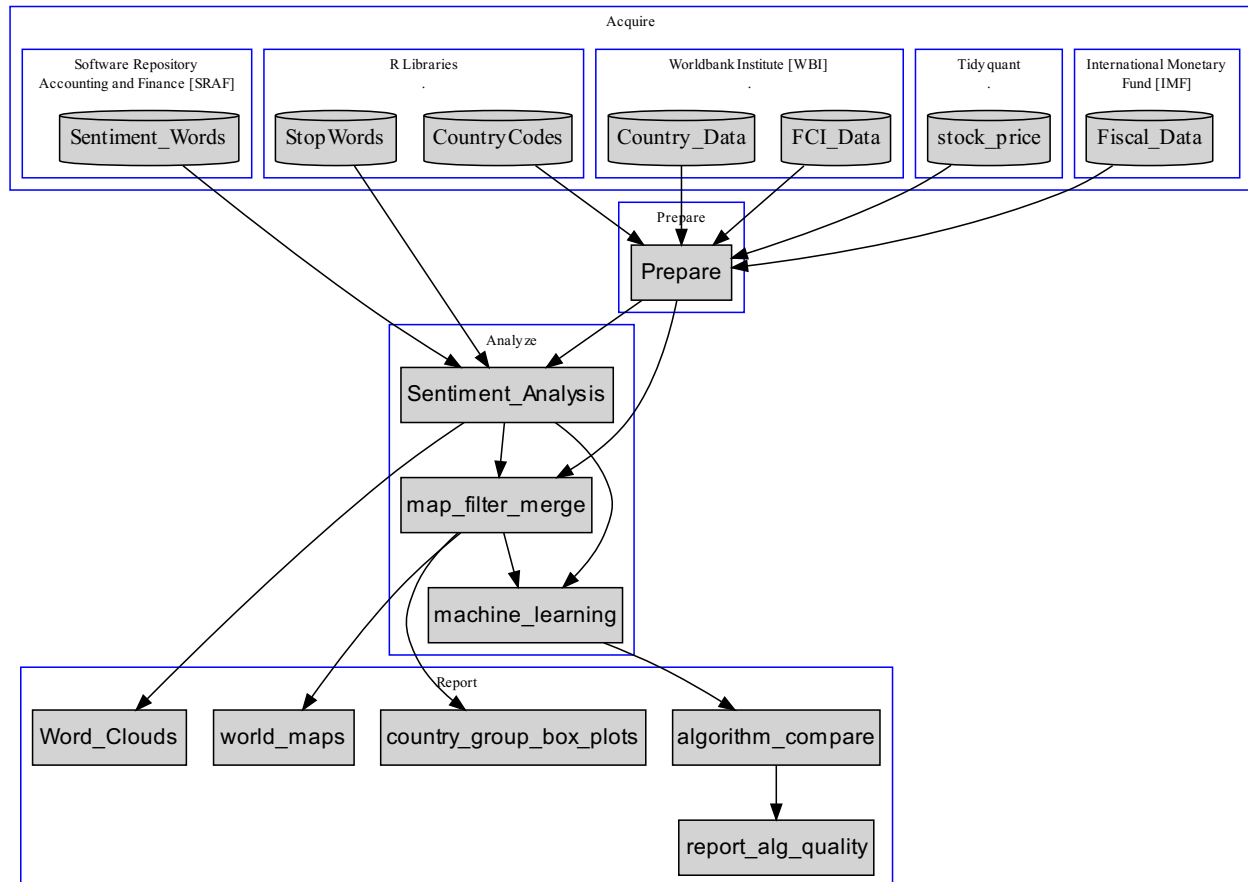 Acquire
Software Repository
Accounting and Finance [SRAF]
R Libraries
.
Worldbank Institute [WBI]
.
Tidyquant
.
International Monetary
Fund [IMF]
Sentiment_Words
StopWords
CountryCodes
Country_Data
FCI_Data
stock_price
Fiscal_Data
Prepare
Prepare
Analyze
Sentiment_Analysis
map_filter_merge
machine_learning
Report
Word_Clouds
world_maps
country_group_box_plots
algorithm_compare
report_alg_quality